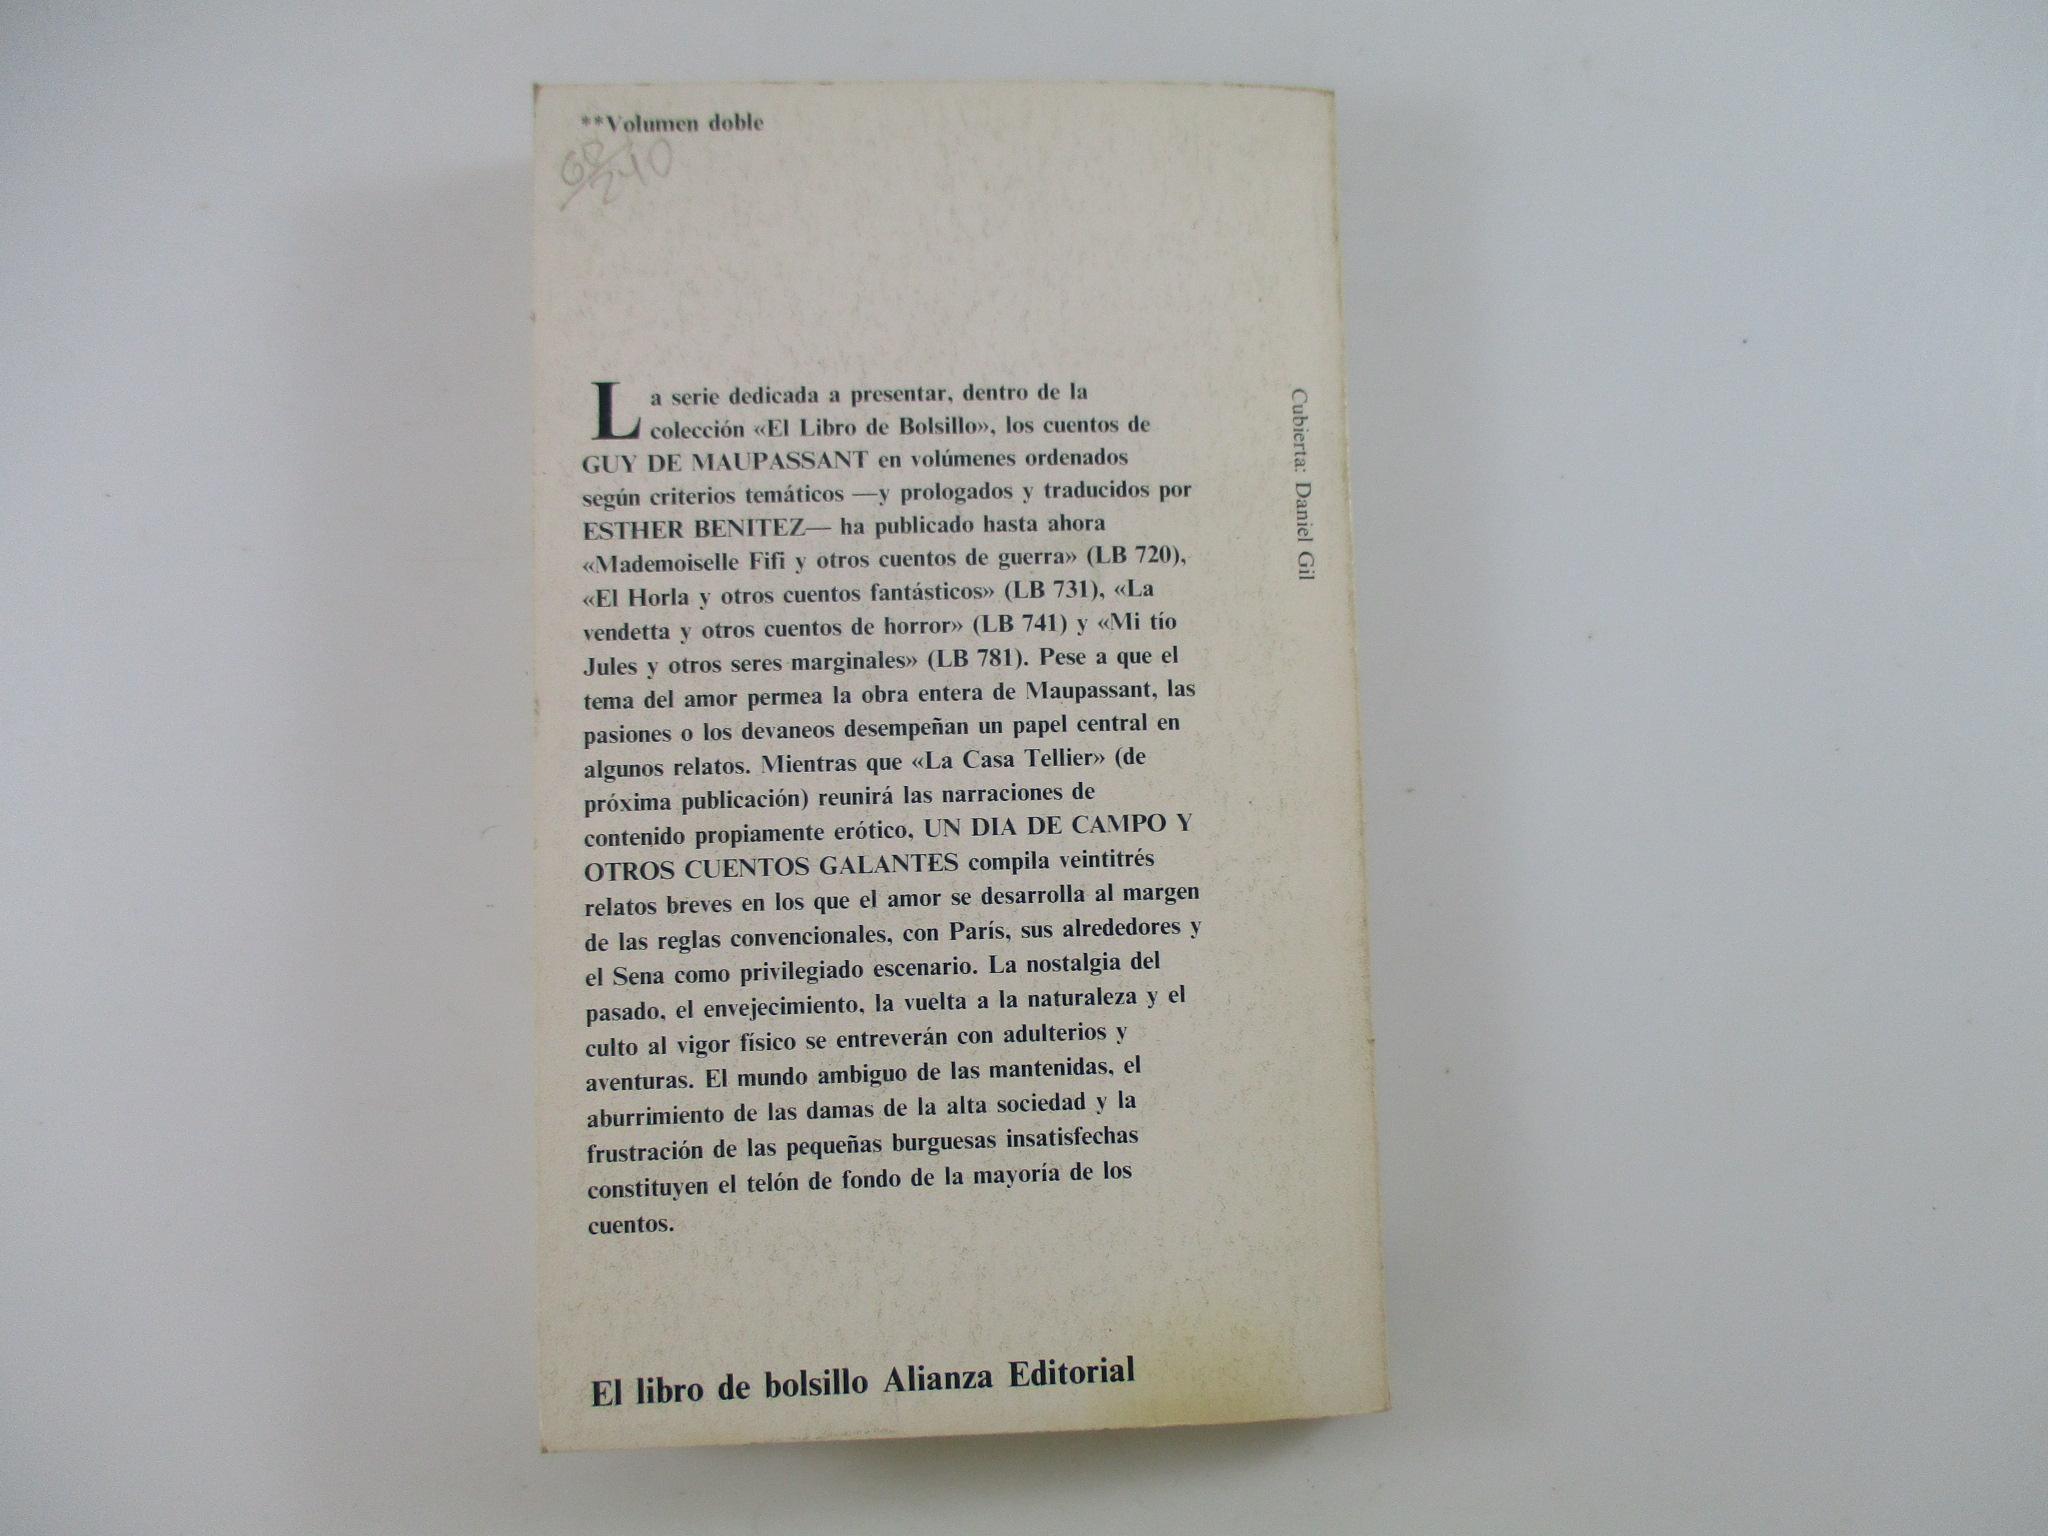 **Volumen doble
La serie dedicada a presentar, dentro de la
colección «El Libro de Bolsillo», los cuentos de
GUY DE MAUPASSANT en volúmenes ordenados
según criterios temáticos —y prologados y traducidos por
ESTHER BENITEZ— ha publicado hasta ahora
«Mademoiselle Fifi y otros cuentos de guerra» (LB 720),
«El Horla y otros cuentos fantásticos» (LB 731), «La
vendetta y otros cuentos de horror» (LB 741) y «Mi tío
Jules y otros seres marginales» (LB 781). Pese a que el
tema del amor permea la obra entera de Maupassant, las
pasiones o los devaneos desempeñan un papel central en
algunos relatos. Mientras que «La Casa Tellier» (de
próxima publicación) reunirá las narraciones de
contenido propiamente erótico, UN DIA DE CAMPO Y
OTROS CUENTOS GALANTES compila veintitrés
relatos breves en los que el amor se desarrolla al margen
de las reglas convencionales, con París, sus alrededores y
el Sena como privilegiado escenario. La nostalgia del
pasado, el envejecimiento, la vuelta a la naturaleza y el
culto al vigor físico se entreverán con adulterios y
aventuras. El mundo ambiguo de las mantenidas, el
aburrimiento de las damas de la alta sociedad y la
frustración de las pequeñas burguesas insatisfechas
constituyen el telón de fondo de la mayoría de los
cuentos.
Cubierta: Daniel Gil
El libro de bolsillo Alianza Editorial